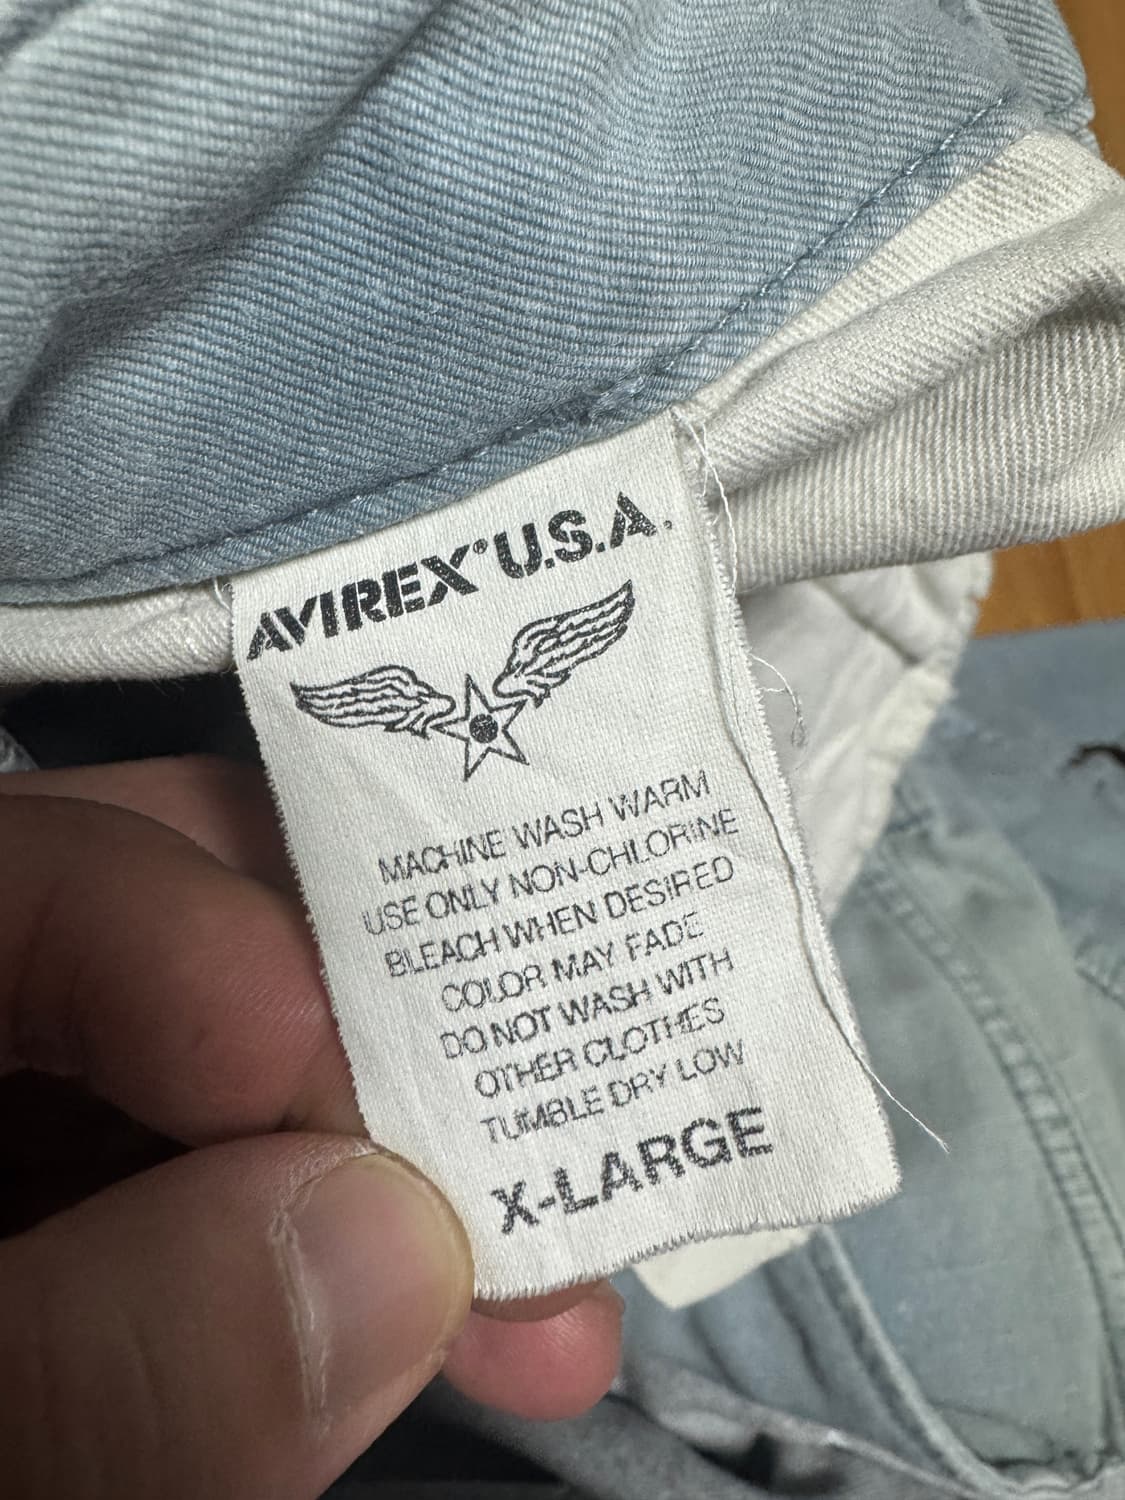 AVIREX® U.S.A.
MACHINE WASH WARM
USE ONLY NON-CHLORINE
BLEACH WHEN DESIRED
COLOR MAY FADE
DO NOT WASH WITH
OTHER CLOTHES
TUMBLE DRY LOW
X-LARGE